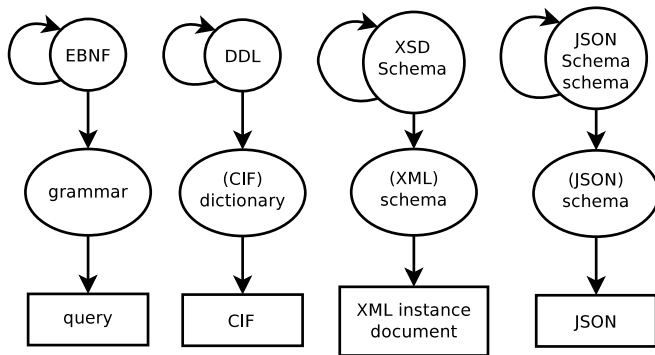 EBNF
DDL
XSD
Schema
JSON
Schema
schema
grammar
(CIF)
dictionary
(XML)
schema
(JSON)
schema
query
CIF
XML instance
document
JSON